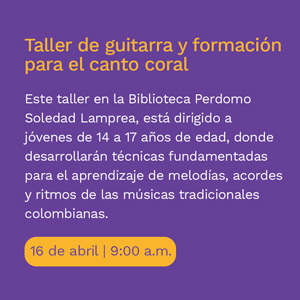 Taller de guitarra y formación
para el canto coral
Este taller en la Biblioteca Perdomo
Soledad Lamprea, está dirigido a
jóvenes de 14 a 17 años de edad, donde
desarrollarán técnicas fundamentadas
para el aprendizaje de melodías, acordes
y ritmos de las músicas tradicionales
colombianas.
16 de abril | 9:00 a.m.